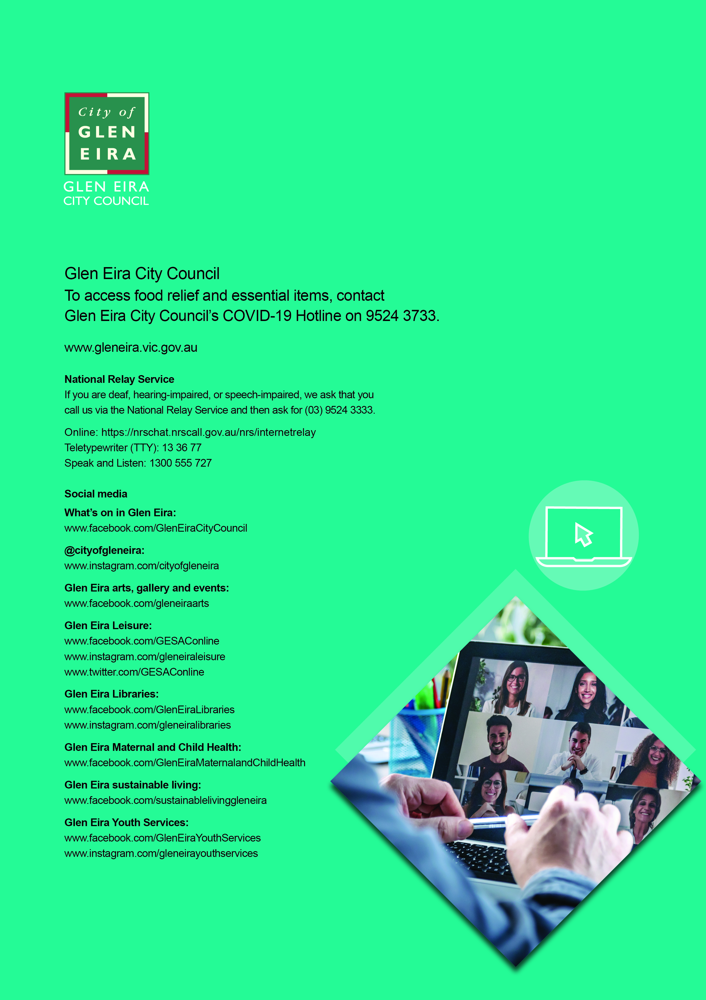 City of
GLEN
EIRA
GLEN EIRA
CITY COUNCIL
Glen Eira City Council
To access food relief and essential items, contact
Glen Eira City Council’s COVID-19 Hotline on 9524 3733.
www.gleneira.vic.gov.au
National Relay Service
If you are deaf, hearing-impaired, or speech-impaired, we ask that you
call us via the National Relay Service and then ask for (03) 9524 3333.
Online: https://nrschat.nrscall.gov.au/nrs/internetrelay
Teletypewriter (TTY): 13 36 77
Speak and Listen: 1300 555 727
Social media
What’s on in Glen Eira:
www.facebook.com/GlenEiraCityCouncil
@cityofgleneira:
www.instagram.com/cityofgleneira
Glen Eira arts, gallery and events:
www.facebook.com/gleneiraarts
Glen Eira Leisure:
www.facebook.com/GESAConline
www.instagram.com/gleneiraleisure
www.twitter.com/GESAConline
Glen Eira Libraries:
www.facebook.com/GlenEiraLibraries
www.instagram.com/gleneiralibraries
Glen Eira Maternal and Child Health:
www.facebook.com/GlenEiraMaternalandChildHealth
Glen Eira sustainable living:
www.facebook.com/sustainablelivinggleneira
Glen Eira Youth Services:
www.facebook.com/GlenEiraYouthServices
www.instagram.com/gleneirayouthservices